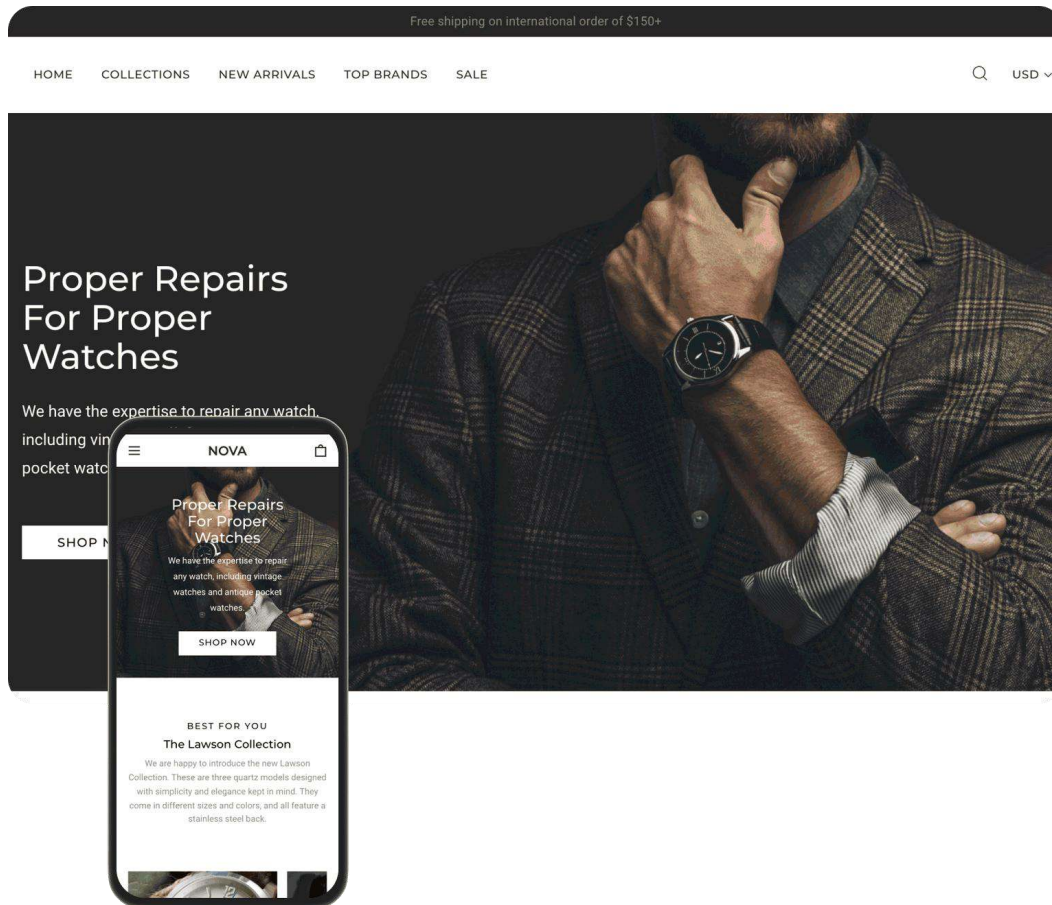 Free shipping on international order of $150+
HOME COLLECTIONS NEW ARRIVALS TOP BRANDS SALE USD
Proper Repairs
For Proper
Watches
We have the expertise to repair any watch,
including
pocket
SHOP
NOVA
Proper Repairs
For Proper
Watches
We have the expertise to repair
any watch, including vintage
watches and antique pocket
watches.
SHOP NOW
BEST FOR YOU
The Lawson Collection
We are happy to introduce the new Lawson
Collection. These are three quartz models designed
with simplicity and elegance kept in mind. They
come in different sizes and colors, and all feature a
stainless steel back.
12